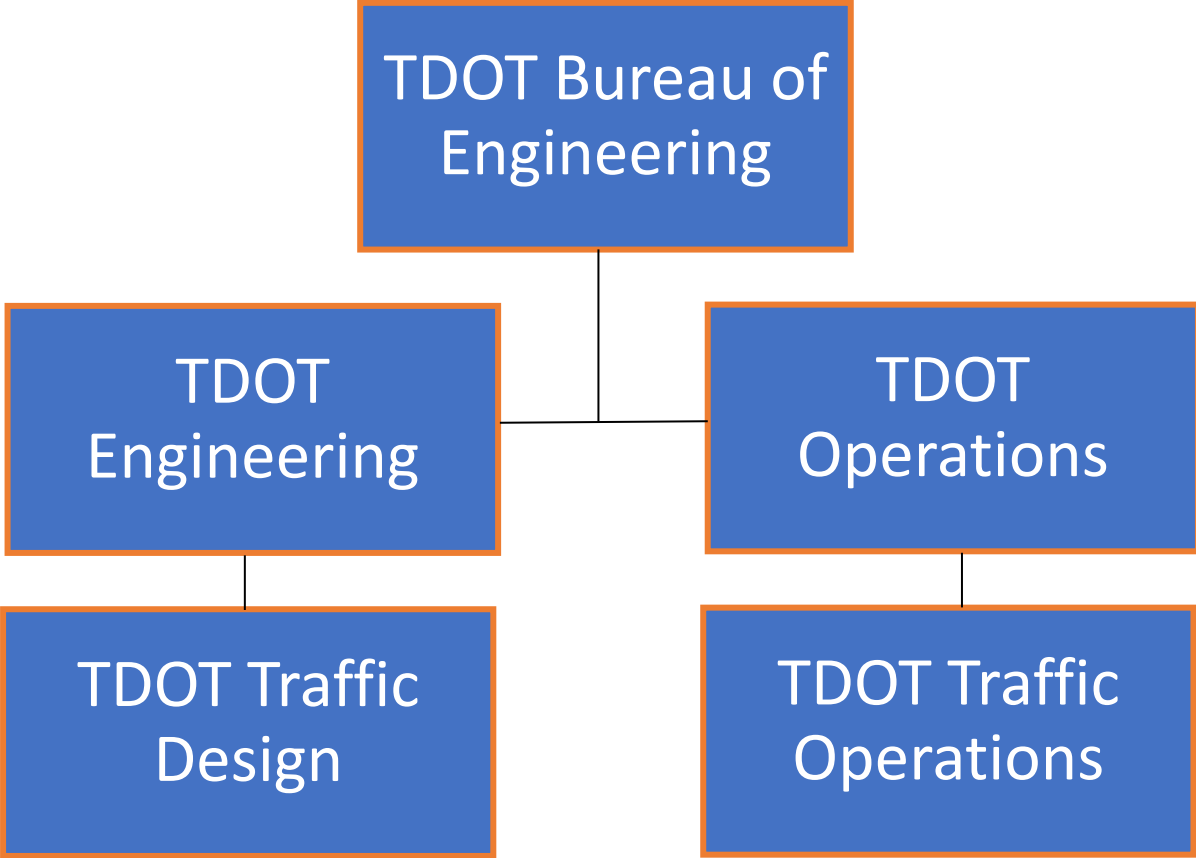 TDOT Bureau of
Engineering
TDOT
Engineering
TDOT
Operations
TDOT Traffic
Design
TDOT Traffic
Operations